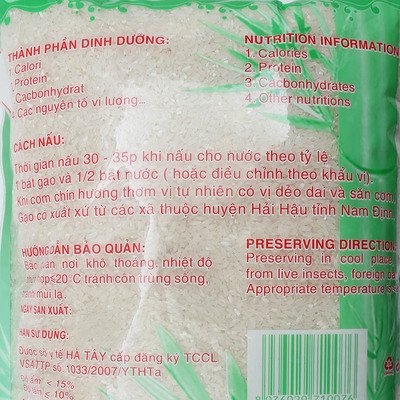 THÀNH PHẦN DINH DƯỠNG:
1. Calori
Protein
Cacbonhydrat
Các nguyên tố vi lượng...
NUTRITION INFORMATION
1. Calories
2. Protein
3. Cacbonhydrates
4. Other nutritions
CÁCH NẤU:
Thời gian nấu 30 - 35p khi nấu cho nước theo tỷ lệ
1 bát gạo và 1/2 bát nước ( hoặc điều chỉnh theo khẩu vị).
Khi cơm chín hương thơm vị tự nhiên có vị dẻo dai và săn cơm,
Gạo có xuất xứ từ các xã thuộc huyện Hải Hậu tỉnh Nam
HƯỚNG DẪN BẢO QUẢN:
Bảo quản nơi khô thoáng, nhiệt độ
≤20°C tránh côn trùng sống,
tránh mùi lạ.
NGÀY SẢN XUẤT:
HẠN SỬ DỤNG:
PRESERVING DIRECTION
Preserving in cool place
from live insects, foreign
Appropriate temperature is
Được sở y tế HÀ TÂY cấp đăng ký TCCL
VSATTP số: 1033/2007/YTHTa
Độ ẩm < 15%
≤ 10%
8 936020 710076